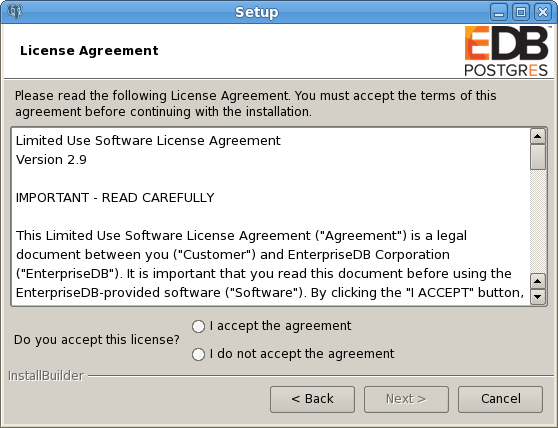 Setup
License Agreement
EDB
POSTGRES
Please read the following License Agreement. You must accept the terms of this
agreement before continuing with the installation.
Limited Use Software License Agreement
Version 2.9
IMPORTANT - READ CAREFULLY
This Limited Use Software License Agreement ("Agreement") is a legal
document between you ("Customer") and EnterpriseDB Corporation
("EnterpriseDB"). It is important that you read this document before using the
EnterpriseDB-provided software ("Software"). By clicking the "I ACCEPT" button,
Do you accept this license?
I accept the agreement
I do not accept the agreement
InstallBuilder
< Back
Next >
Cancel